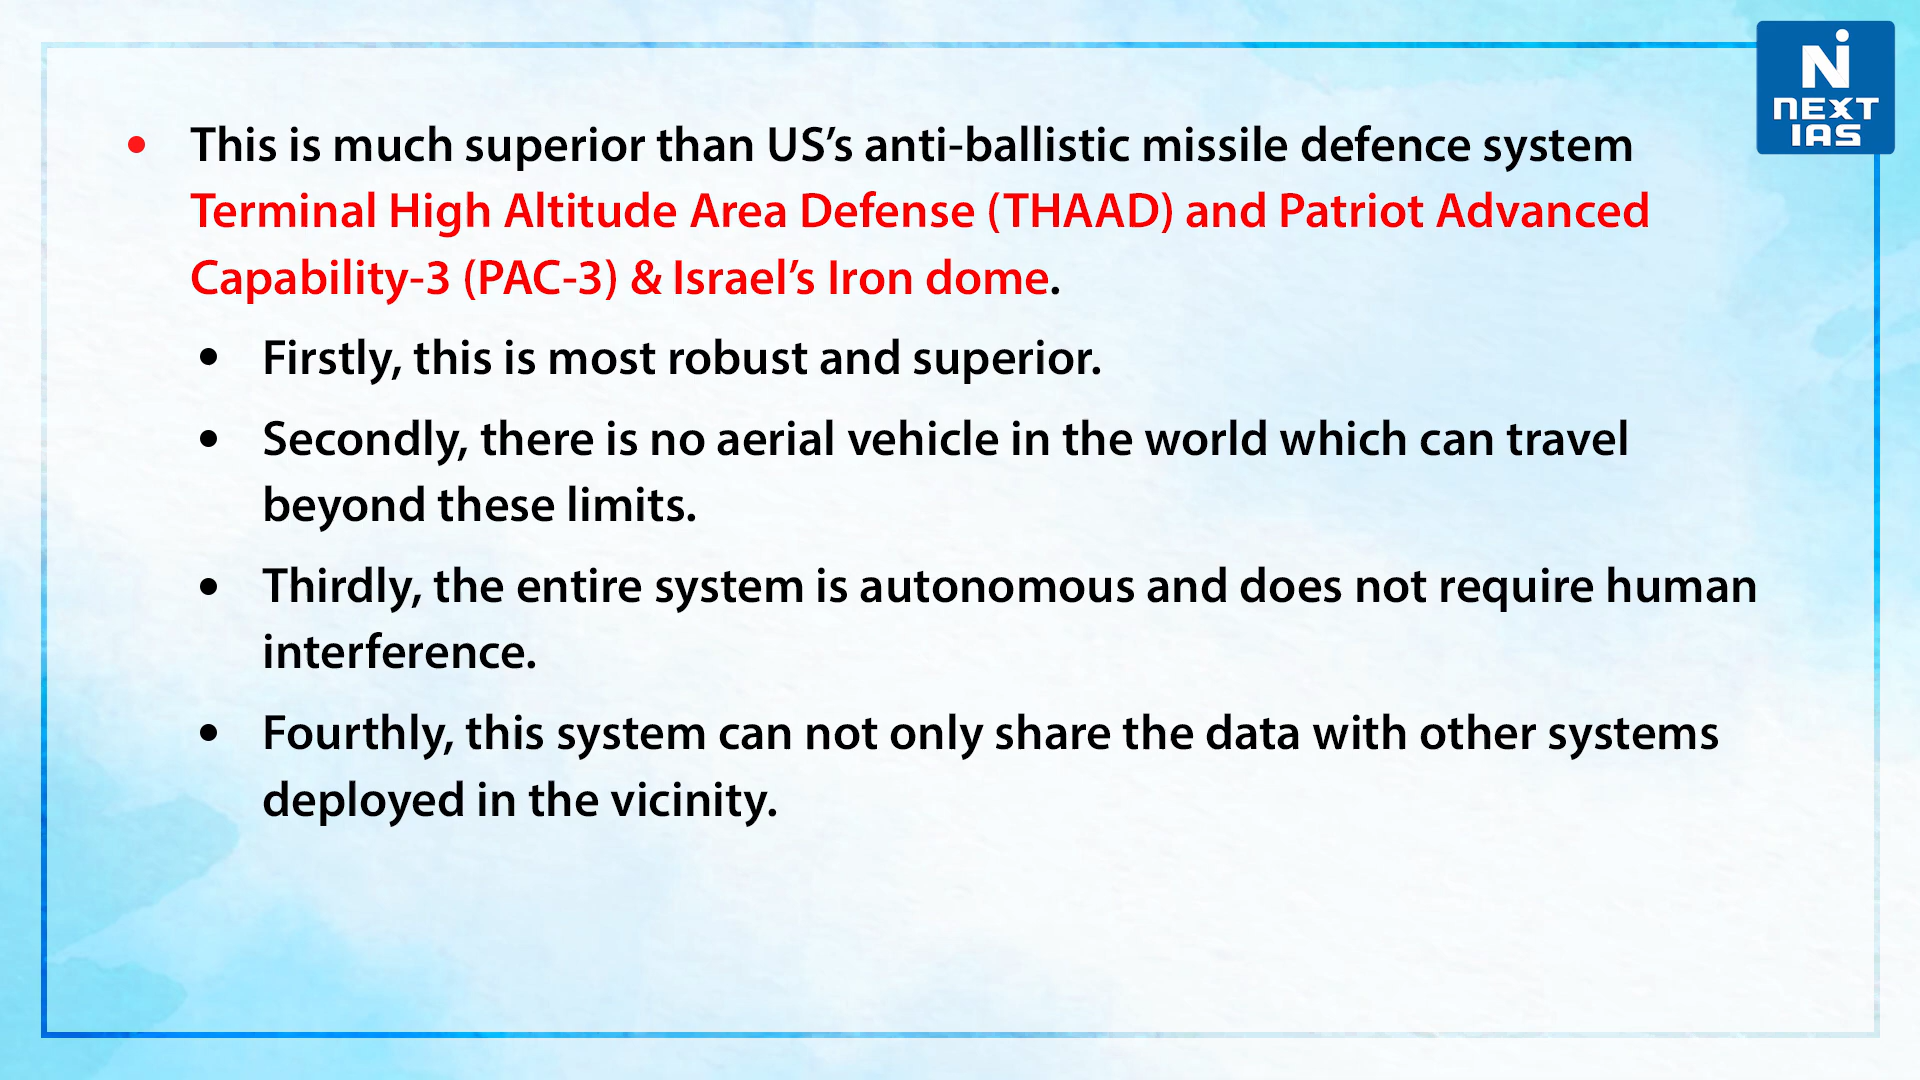 N
NEXT
IAS
• This is much superior than US’s anti-ballistic missile defence system
Terminal High Altitude Area Defense (THAAD) and Patriot Advanced
Capability-3 (PAC-3) & Israel’s Iron dome.
• Firstly, this is most robust and superior.
• Secondly, there is no aerial vehicle in the world which can travel
beyond these limits.
• Thirdly, the entire system is autonomous and does not require human
interference.
• Fourthly, this system can not only share the data with other systems
deployed in the vicinity.